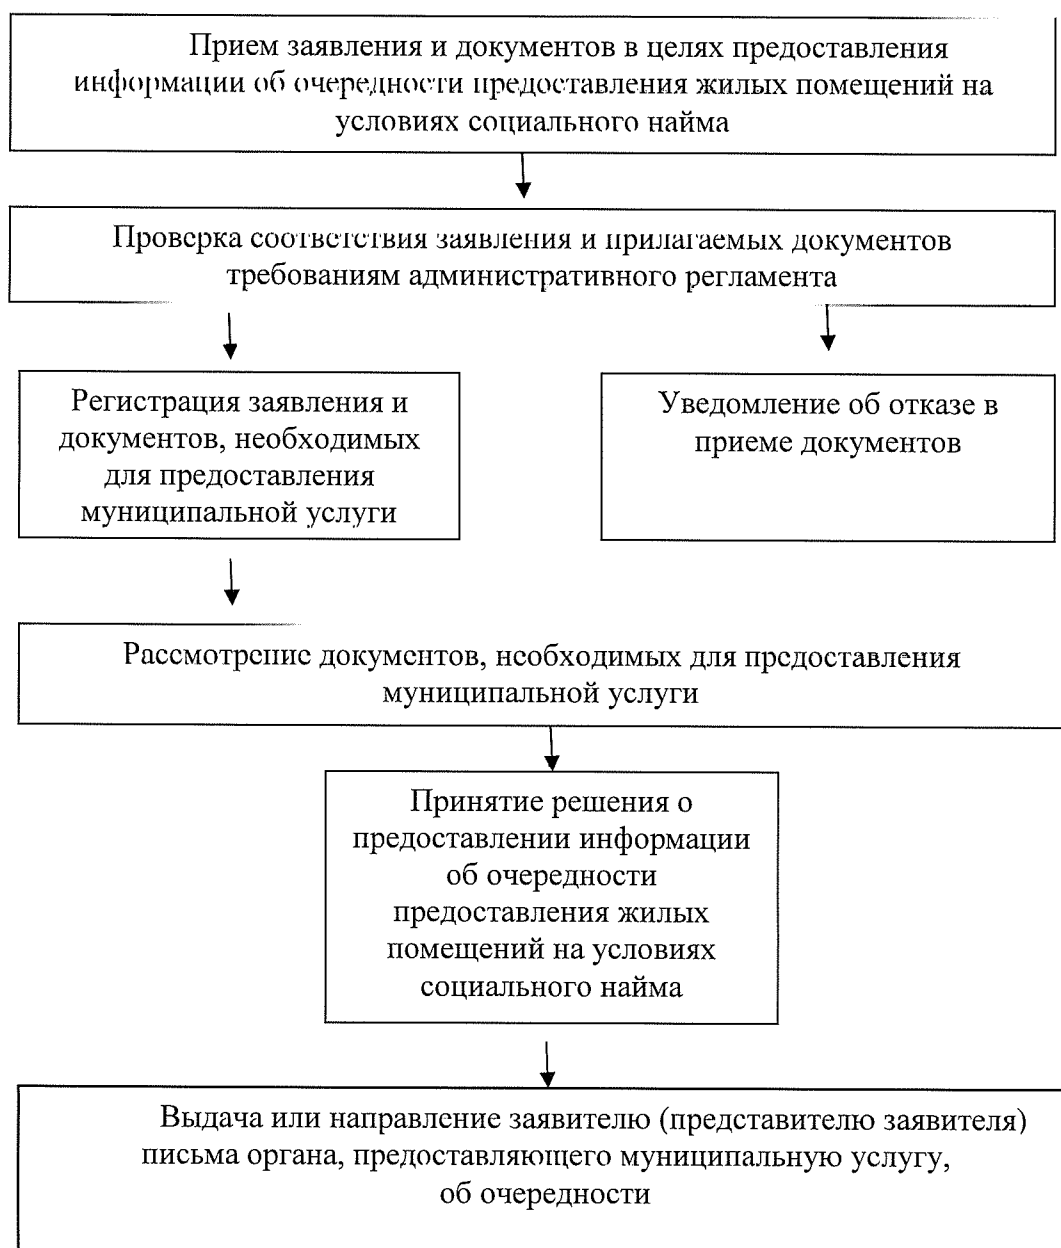 Прием заявления и документов в целях предоставления
информации об очередности предоставления жилых помещений на
условиях социального найма
Проверка соответствия заявления и прилагаемых документов
требованиям административного регламента
Регистрация заявления и
документов, необходимых
для предоставления
муниципальной услуги
Уведомление об отказе в
приеме документов
Рассмотрение документов, необходимых для предоставления
муниципальной услуги
Принятие решения о
предоставлении информации
об очередности
предоставления жилых
помещений на условиях
социального найма
Выдача или направление заявителю (представителю заявителя)
письма органа, предоставляющего муниципальную услугу,
об очередности